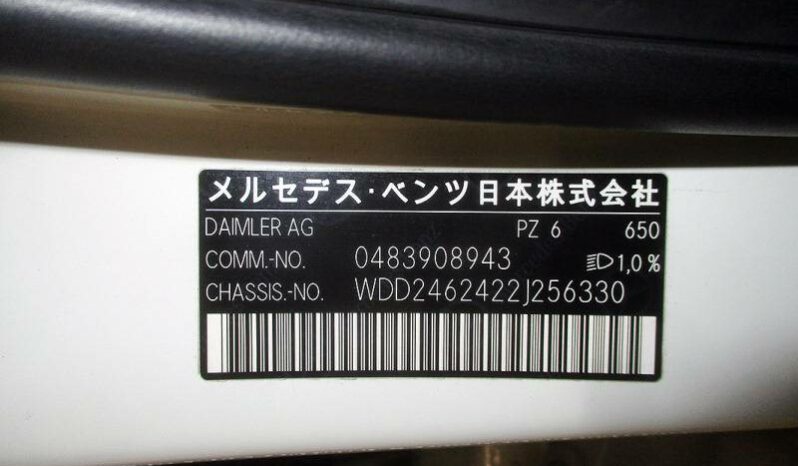 メルセデス・ベンツ日本株式会社
DAIMLER AG PZ 6 650
COMM.-NO. 0483908943 1,0%
CHASSIS.-NO. WDD2462422J256330